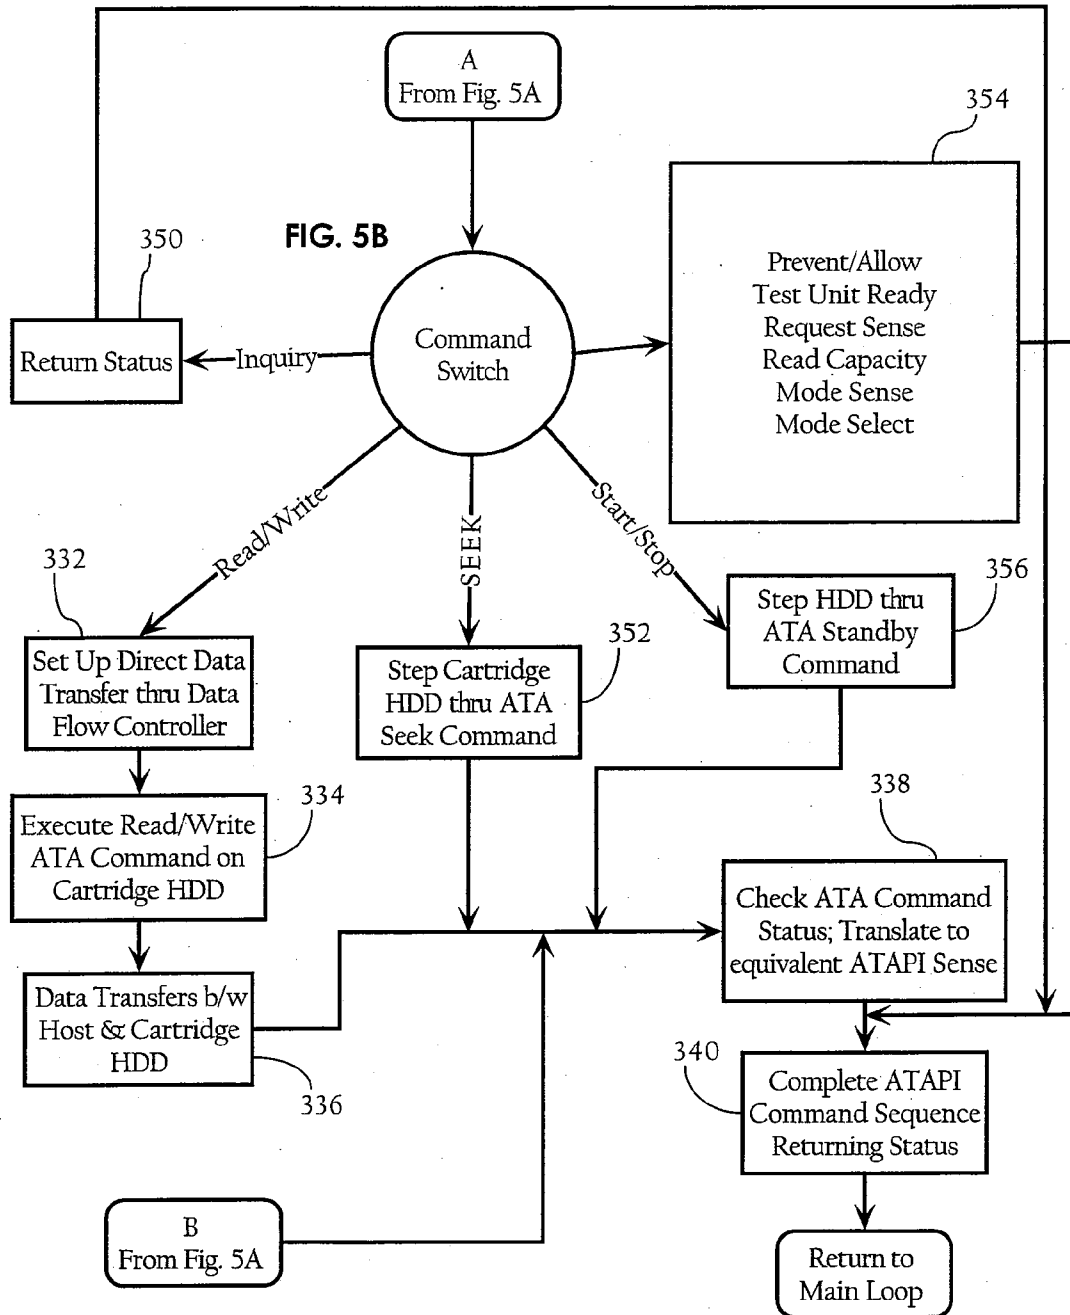 A
From Fig. 5A
354
FIG. 5B
350
Prevent/Allow
Test Unit Ready
Request Sense
Read Capacity
Mode Sense
Mode Select
Command
Switch
Return Status
Inquiry
Read/Write
SEEK
Start/Stop
332
356
Step HDD thru
ATA Standby
Command
352
Set Up Direct Data
Transfer thru Data
Flow Controller
Step Cartridge
HDD thru ATA
Seek Command
334
338
Execute Read/Write
ATA Command on
Cartridge HDD
Check ATA Command
Status; Translate to
equivalent ATAPI Sense
Data Transfers b/w
Host & Cartridge
HDD
336
340
Complete ATAPI
Command Sequence
Returning Status
B
From Fig. 5A
Return to
Main Loop